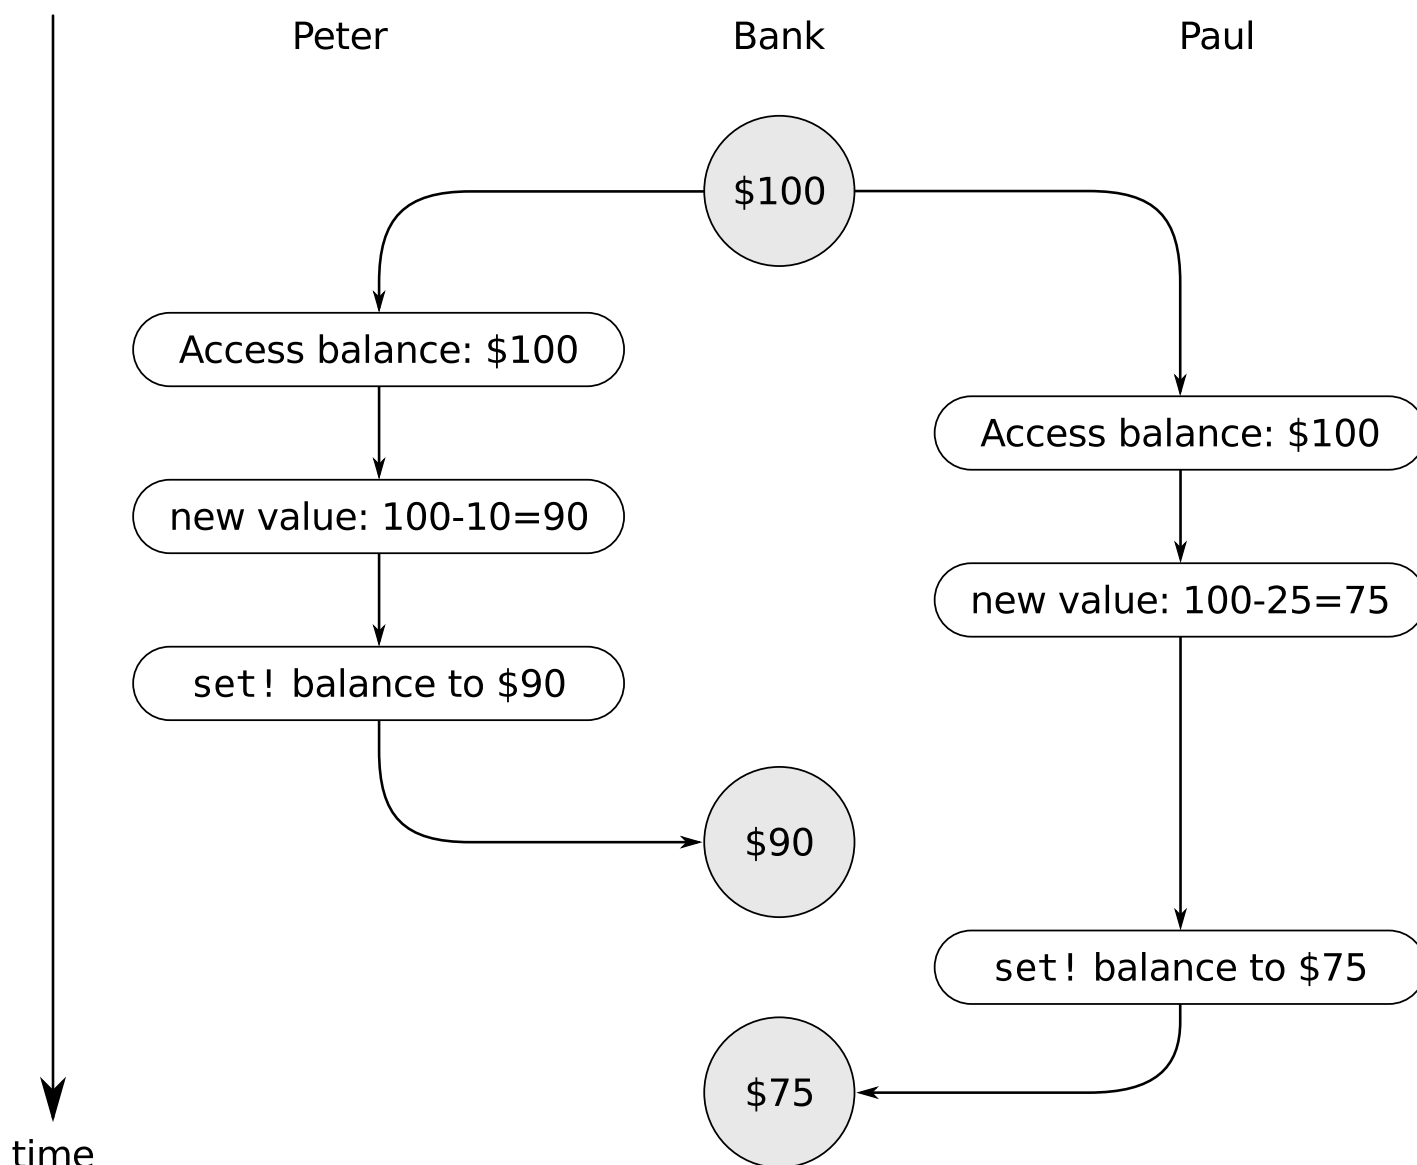 Peter Bank Paul
$100
Access balance: $100
Access balance: $100
new value: 100-10=90
new value: 100-25=75
set! balance to $90
$90
set! balance to $75
$75
time